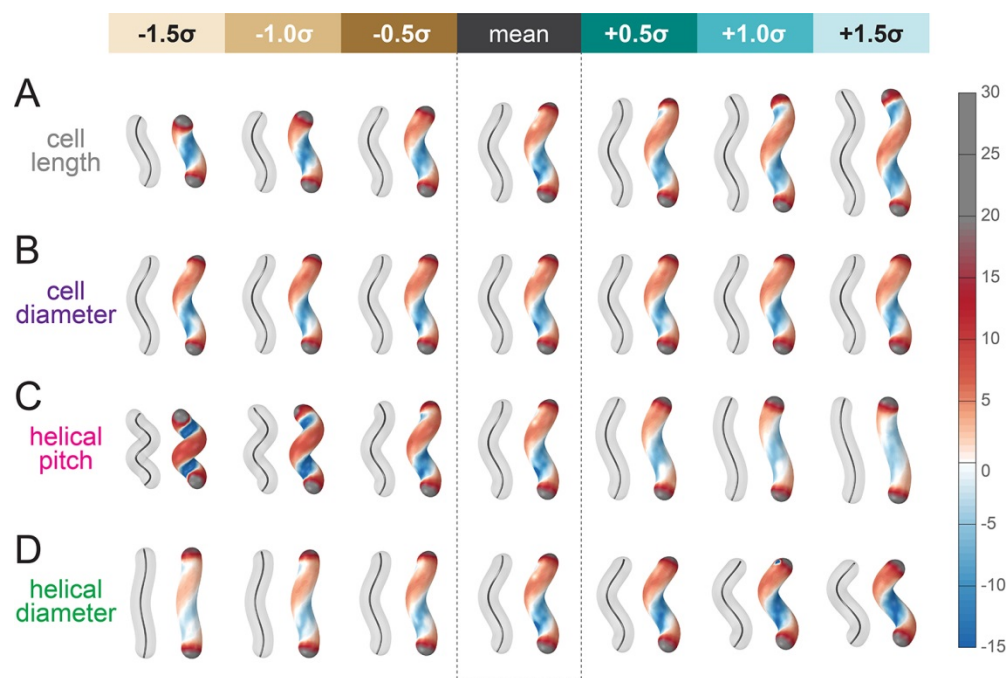 -1.5σ -1.0σ -0.5σ mean +0.5σ +1.0σ +1.5σ
A
cell
length
B
cell
diameter
C
helical
pitch
D
helical
diameter
30
25
20
15
10
5
0
-5
-10
-15